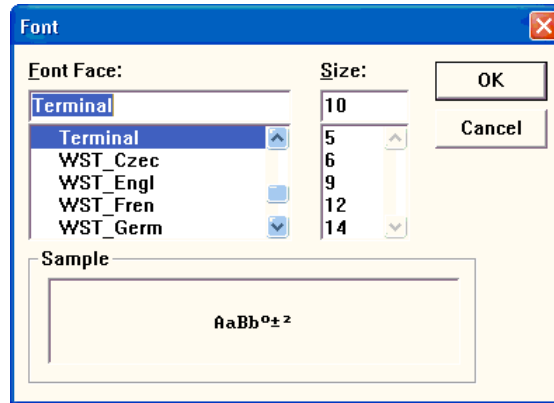 Font
Font Face:
Terminal
Terminal
WST_Czec
WST_Engl
WST_Fren
WST_Germ
Size:
10
5
6
9
12
14
OK
Cancel
Sample
AaBbº±²